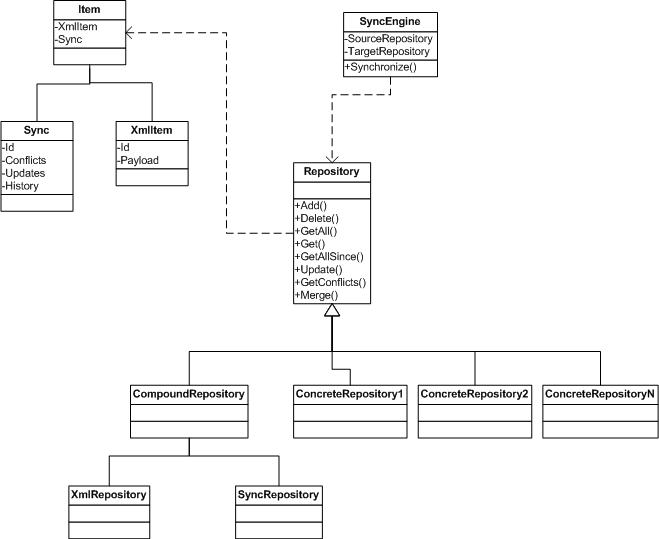 Item
-XmlItem
-Sync
SyncEngine
-SourceRepository
-TargetRepository
+Synchronize()
Sync
-Id
-Conflicts
-Updates
-History
XmlItem
-Id
-Payload
Repository
+Add()
+Delete()
+GetAll()
+Get()
+GetAllSince()
+Update()
+GetConflicts()
+Merge()
CompoundRepository
ConcreteRepository1
ConcreteRepository2
ConcreteRepositoryN
XmlRepository
SyncRepository